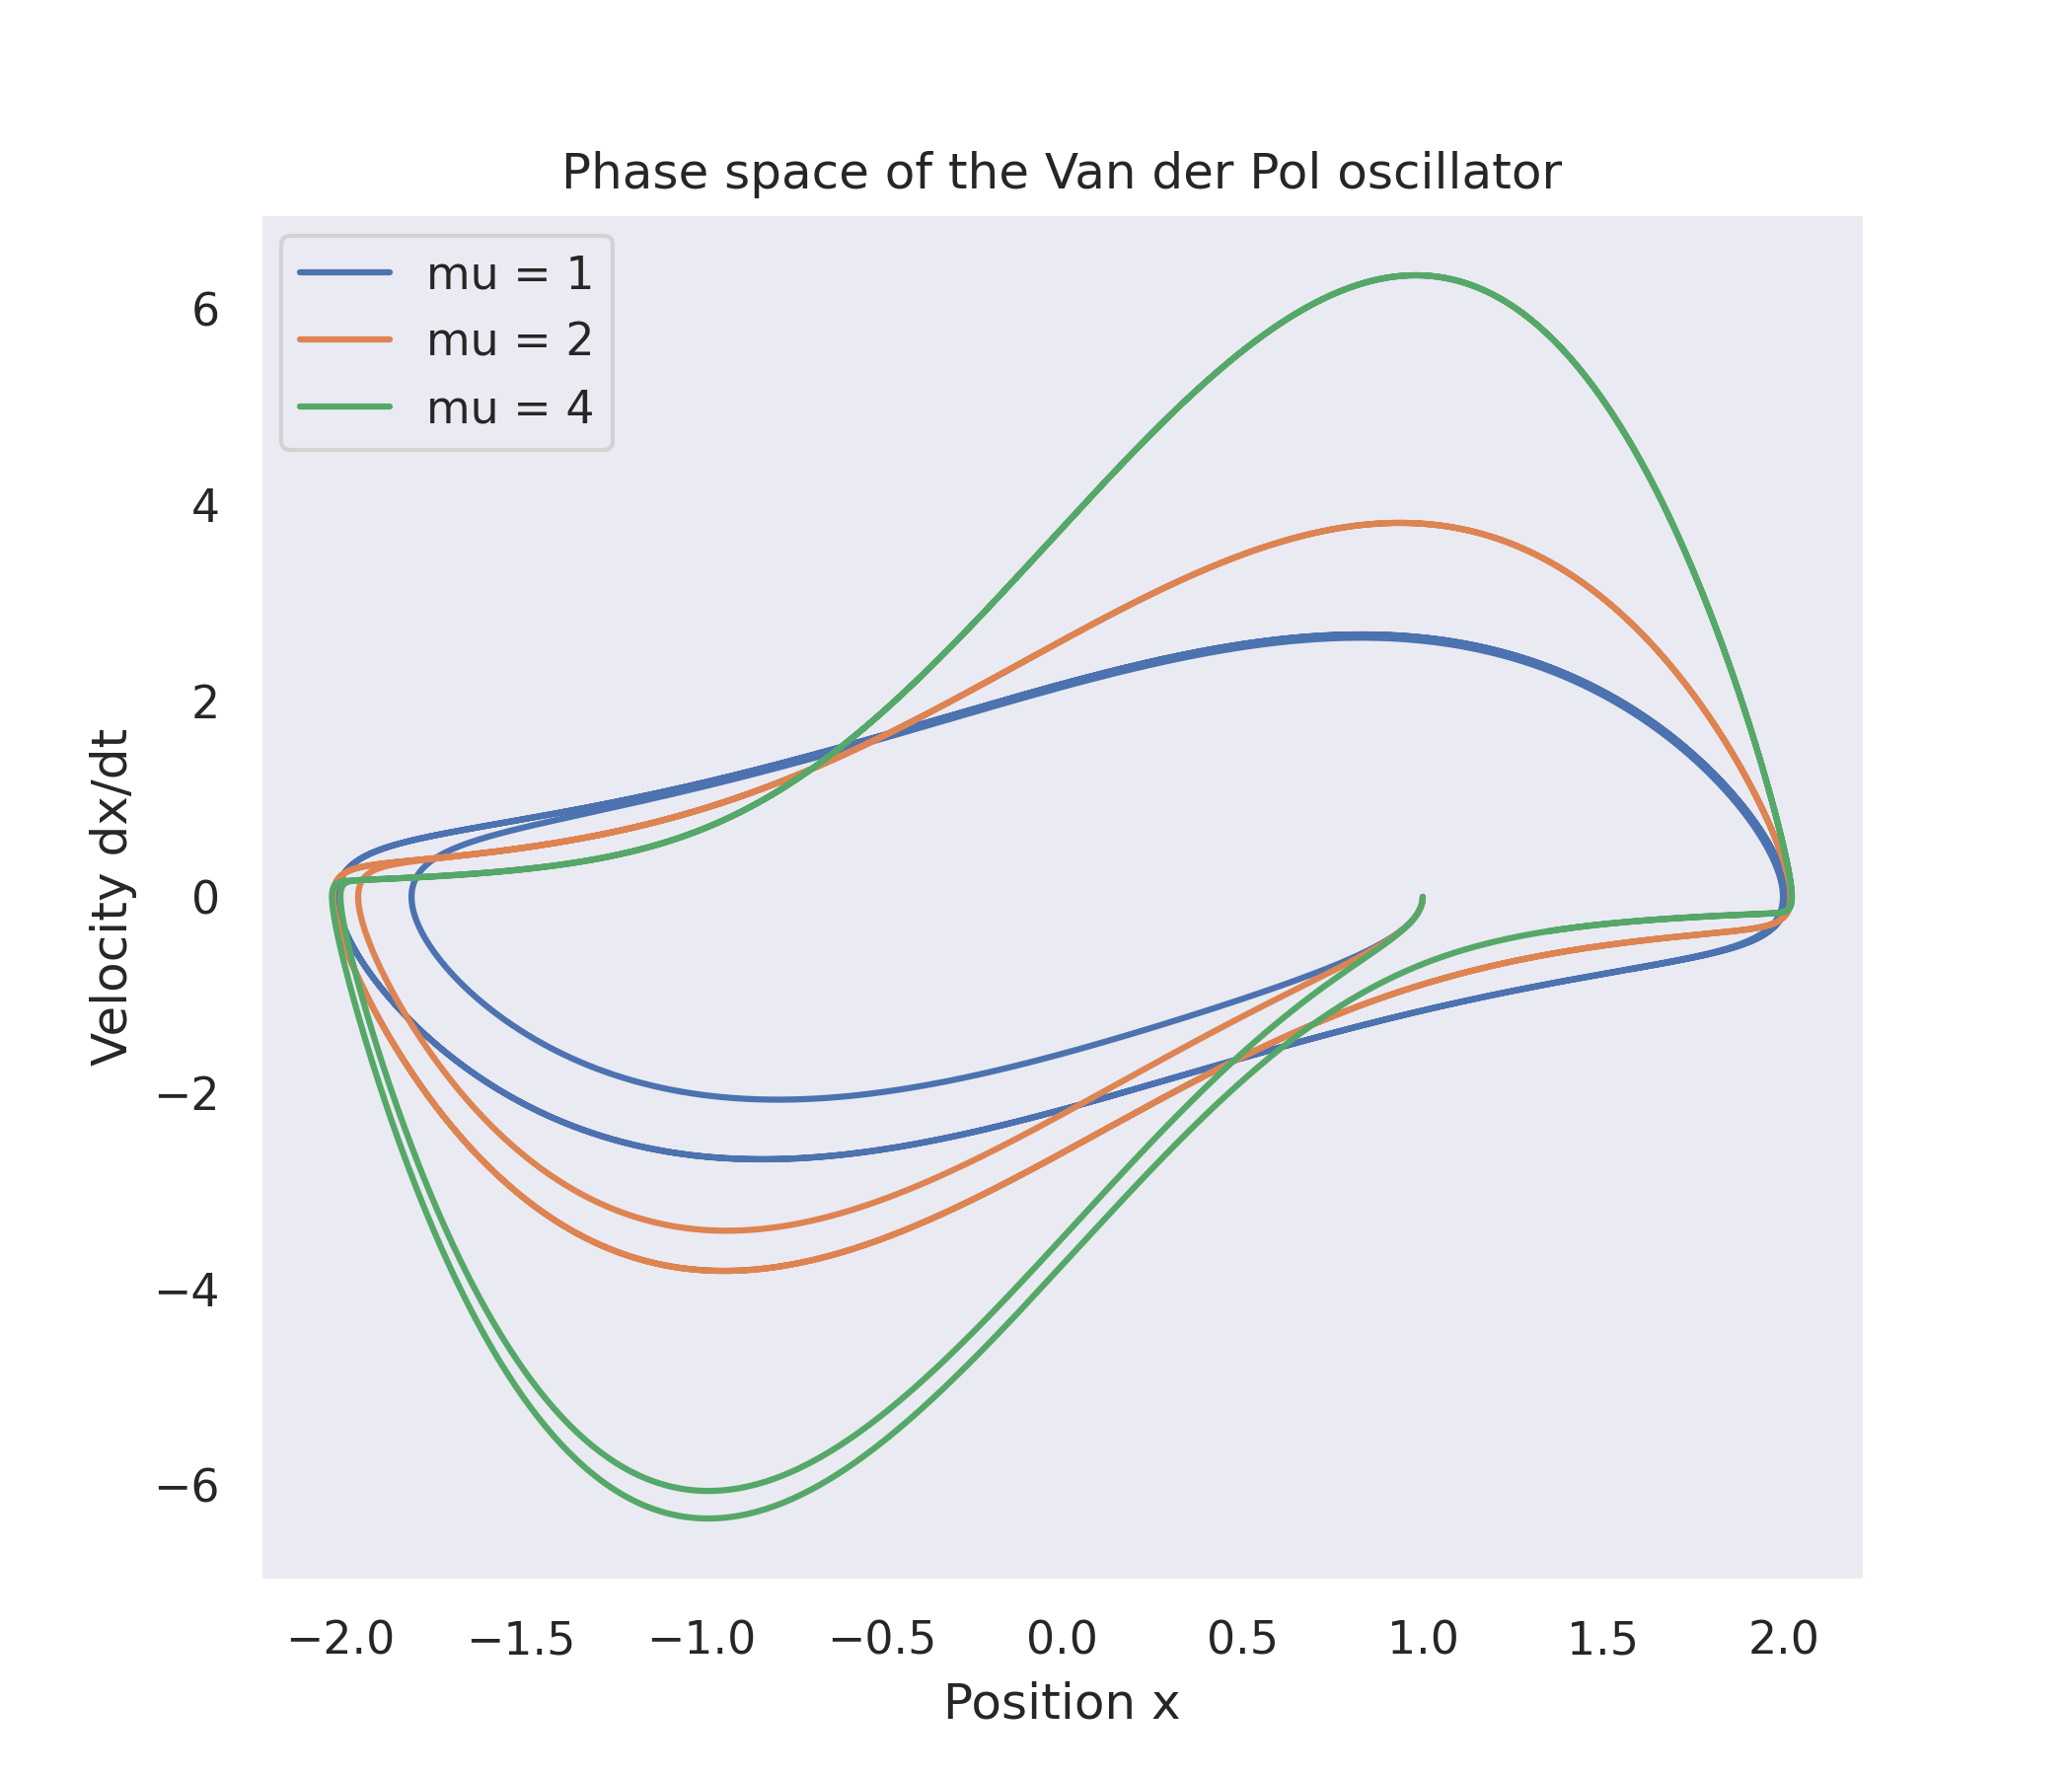 Phase space of the Van der Pol oscillator
mu = 1
mu = 2
mu = 4
6
4
2
0
−2
−4
−6
Velocity dx/dt
−2.0 −1.5 −1.0 −0.5 0.0 0.5 1.0 1.5 2.0
Position x